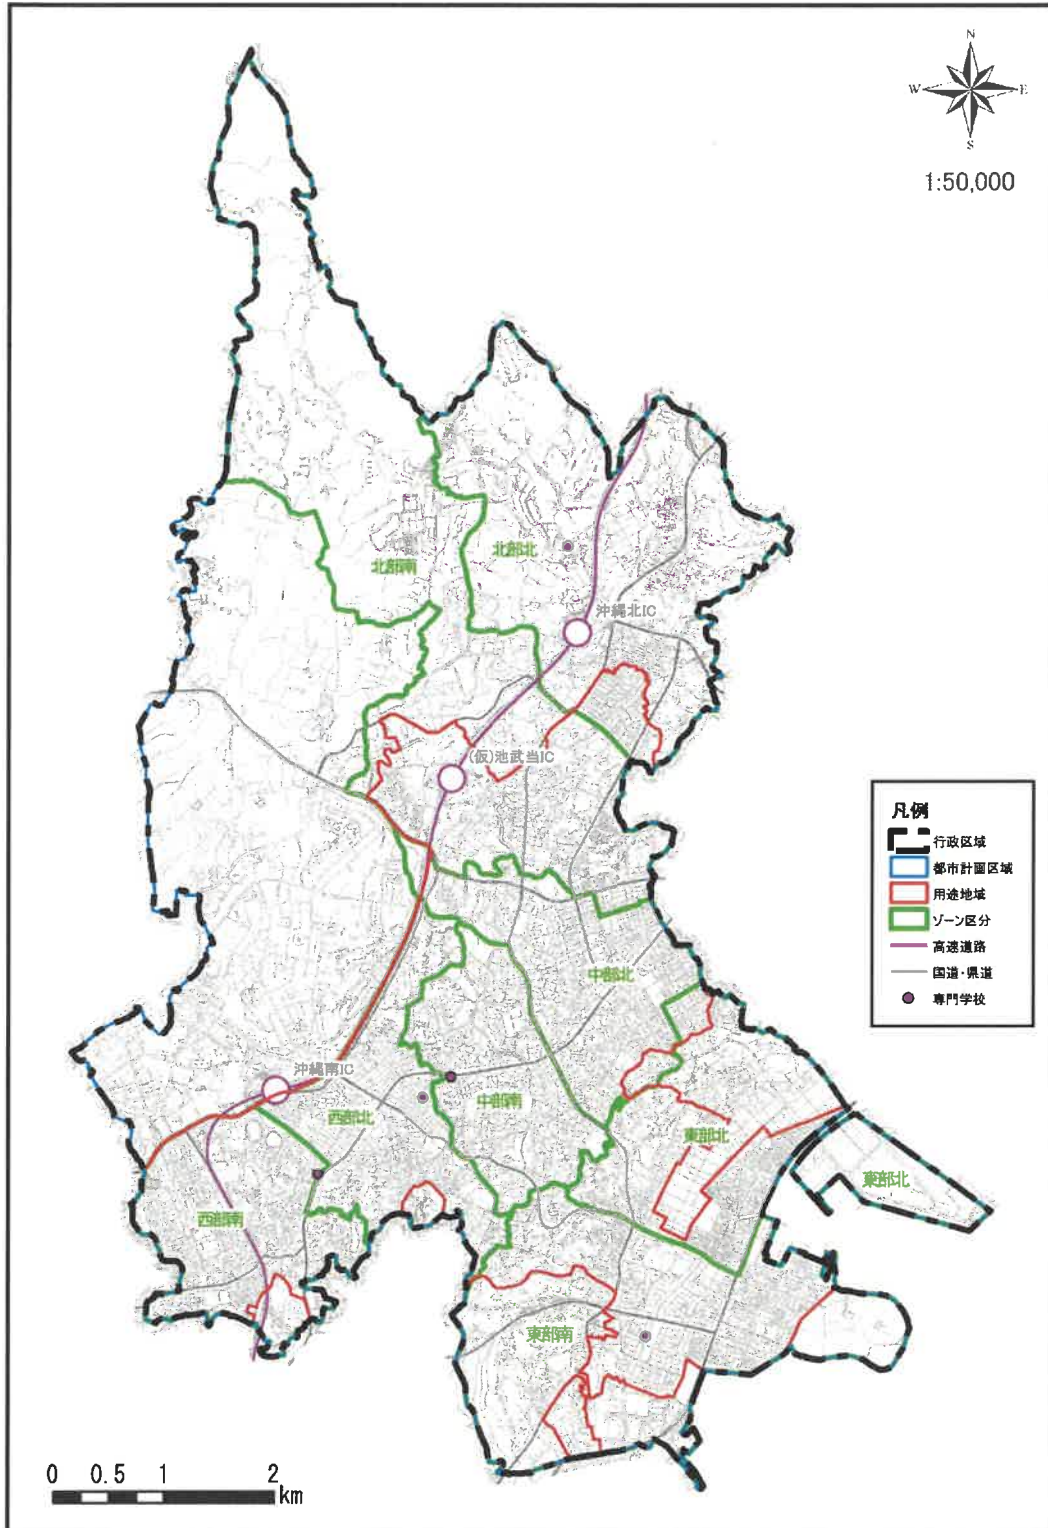 N
W
E
S
1:50,000
北部北
北部南
沖縄北IC
(仮)池武当IC
凡例
行政区域
都市計画区域
用途地域
ゾーン区分
高速道路
国道・県道
専門学校
中部北
沖縄南IC
中部南
西部北
東部北
東部北
西部南
東部南
0 0.5 1 2
km